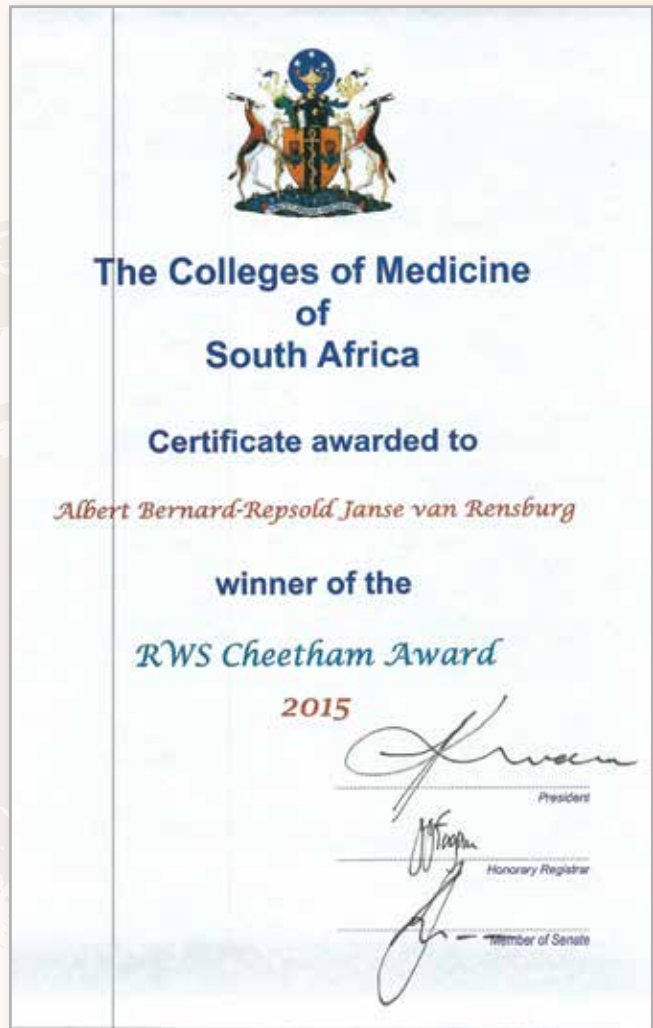 The Colleges of Medicine
of
South Africa
Certificate awarded to
Albert Bernard-Repsold Janse van Rensburg
winner of the
RWS Cheetham Award
2015
President
Honorary Registrar
Member of Senate